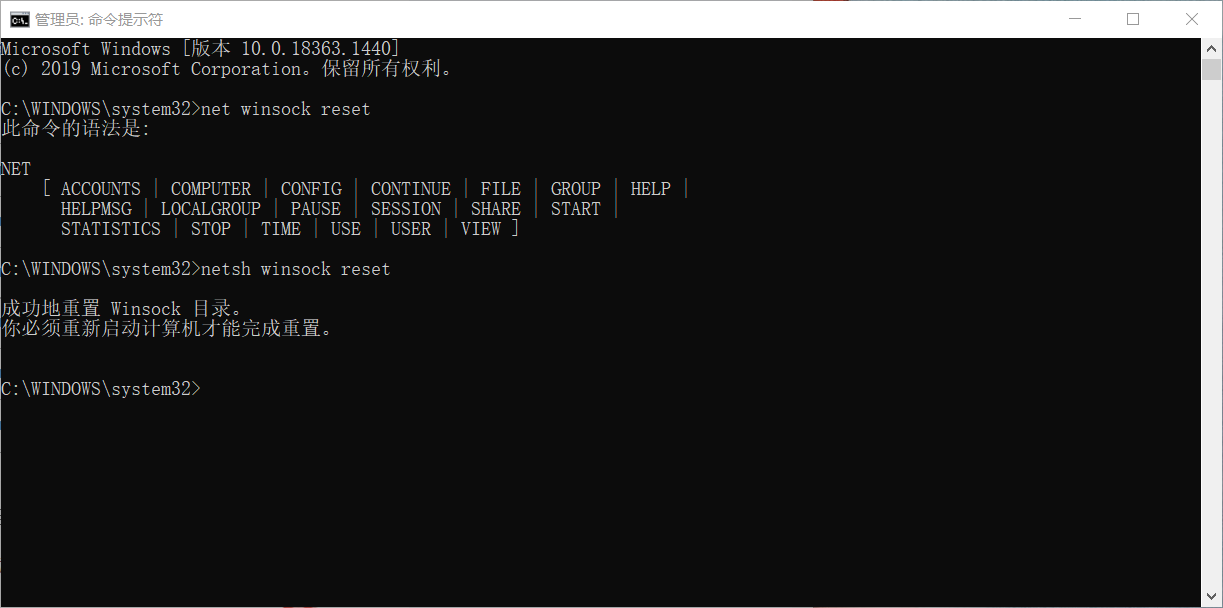 管理员: 命令提示符
Microsoft Windows [版本 10.0.18363.1440]
(c) 2019 Microsoft Corporation。保留所有权利。
C:\WINDOWS\system32>net winsock reset
此命令的语法是:
NET
[ ACCOUNTS | COMPUTER | CONFIG | CONTINUE | FILE | GROUP | HELP |
HELPMSG | LOCALGROUP | PAUSE | SESSION | SHARE | START |
STATISTICS | STOP | TIME | USE | USER | VIEW ]
C:\WINDOWS\system32>netsh winsock reset
成功地重置 Winsock 目录。
你必须重新启动计算机才能完成重置。
C:\WINDOWS\system32>